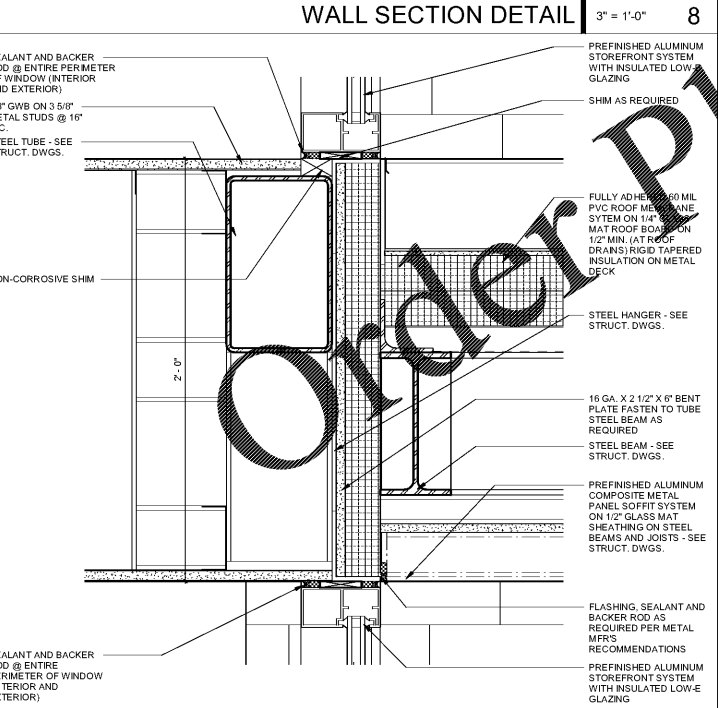 WALL SECTION DETAIL
3" = 1'-0"
8
EALANT AND BACKER
OD @ ENTIRE PERIMETER
F WINDOW (INTERIOR
ND EXTERIOR)
8" GWB ON 3 5/8"
ETAL STUDS @ 16"
C.
TEEL TUBE - SEE
TRUCT. DWGS.
ON-CORROSIVE SHIM
2' - 0"
EALANT AND BACKER
OD @ ENTIRE
ERIMETER OF WINDOW
TERIOR AND
XTERIOR)
PREFINISHED ALUMINUM
STOREFRONT SYSTEM
WITH INSULATED LOW-E
GLAZING
SHIM AS REQUIRED
FULLY ADHERED 60 MIL
PVC ROOF MEMBRANE
SYTEM ON 1/4" GLASS
MAT ROOF BOARD ON
1/2" MIN. (AT ROOF
DRAINS) RIGID TAPERED
INSULATION ON METAL
DECK
STEEL HANGER - SEE
STRUCT. DWGS.
16 GA. X 2 1/2" X 6" BENT
PLATE FASTEN TO TUBE
STEEL BEAM AS
REQUIRED
STEEL BEAM - SEE
STRUCT. DWGS.
PREFINISHED ALUMINUM
COMPOSITE METAL
PANEL SOFFIT SYSTEM
ON 1/2" GLASS MAT
SHEATHING ON STEEL
BEAMS AND JOISTS - SEE
STRUCT. DWGS.
FLASHING, SEALANT AND
BACKER ROD AS
REQUIRED PER METAL
MFR'S
RECOMMENDATIONS
PREFINISHED ALUMINUM
STOREFRONT SYSTEM
WITH INSULATED LOW-E
GLAZING
Order Pl